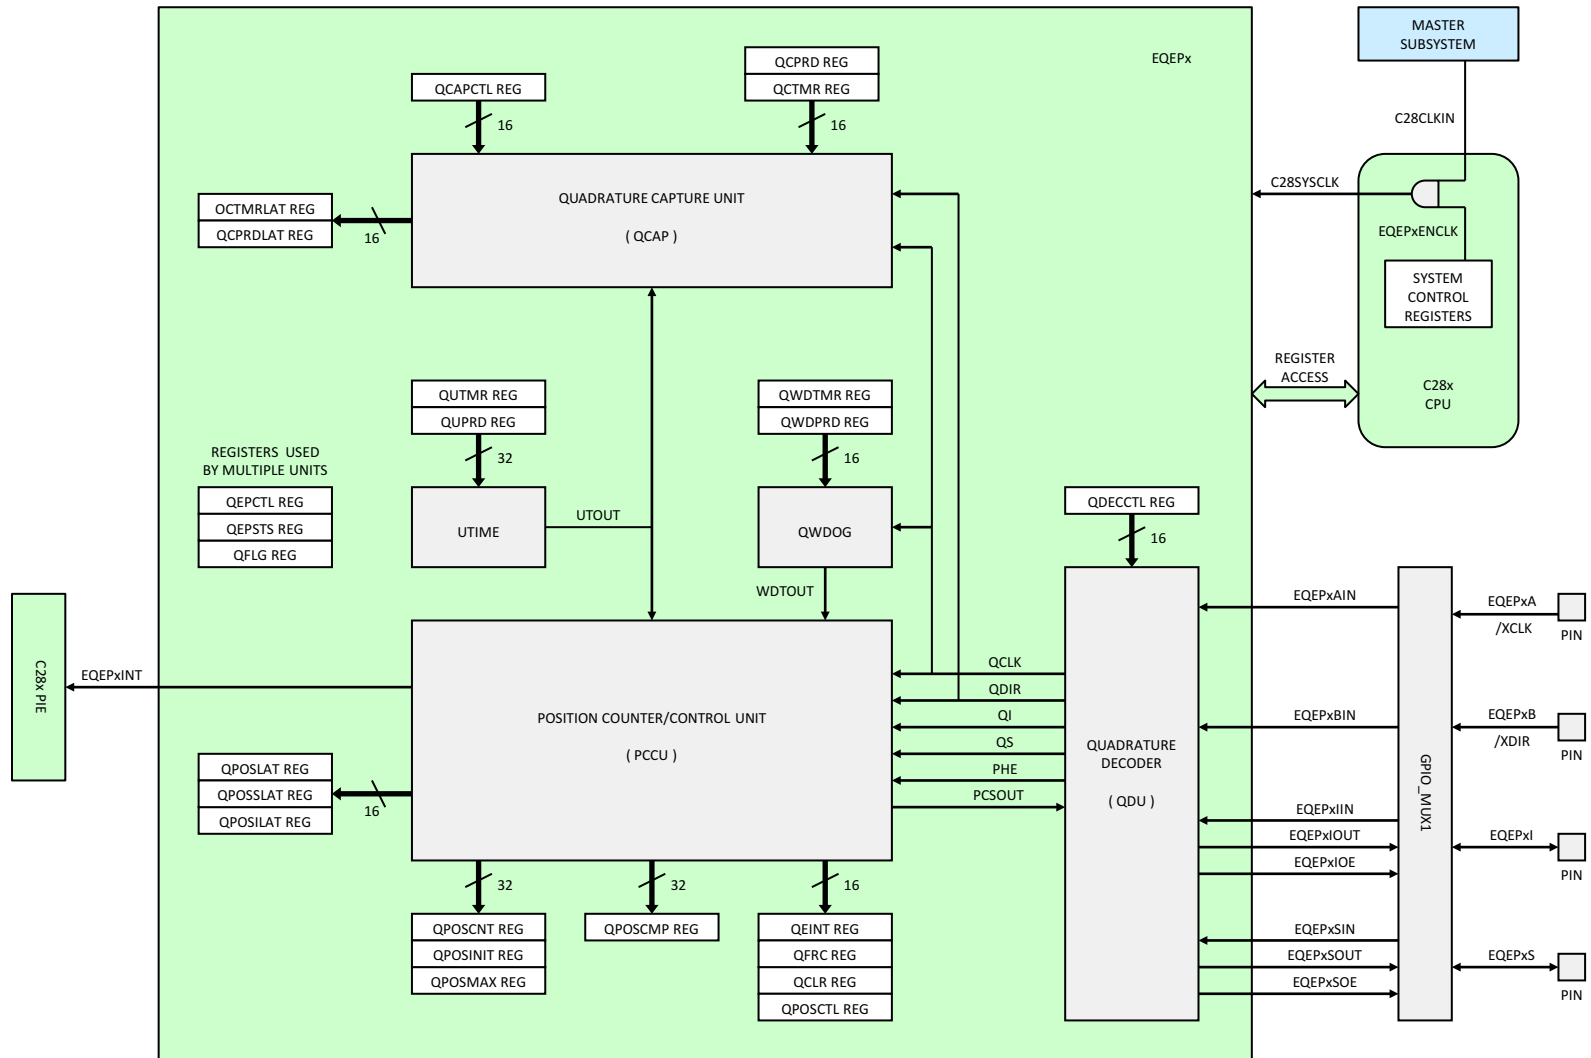 MASTER
SUBSYSTEM
EQEPx
QCPRD REG
QCTMR REG
QCAPCTL REG
16
16
C28CLKIN
QUADRATURE CAPTURE UNIT
( QCAP )
C28SYSCLK
EQEPxENCLK
OCTMRLAT REG
QCPRDLAT REG
16
SYSTEM
CONTROL
REGISTERS
REGISTER
ACCESS
C28x
CPU
QUTMR REG
QUPRD REG
32
QWDTMR REG
QWDPRD REG
16
REGISTERS USED
BY MULTIPLE UNITS
QEPCTL REG
QEPSTS REG
QFLG REG
UTIME
UTOUT
QWDOG
WDTOUT
QDECCTL REG
16
C28x PIE
EQEPxINT
POSITION COUNTER/CONTROL UNIT
( PCCU )
QCLK
QDIR
QI
QS
PHE
PCSOUT
QUADRATURE
DECODER
( QDU )
EQEPxAIN
EQEPxBIN
EQEPxIIN
EQEPxIOUT
EQEPxIOE
EQEPxSIN
EQEPxSOUT
EQEPxSOE
GPIO_MUX1
EQEPxA
/XCLK
PIN
EQEPxB
/XDIR
PIN
EQEPxI
PIN
EQEPxS
PIN
QPOSLAT REG
QPOSSLAT REG
QPOSILAT REG
16
32
32
16
QPOSCNT REG
QPOSINIT REG
QPOSMAX REG
QPOSCMP REG
QEINT REG
QFRC REG
QCLR REG
QPOSCTL REG